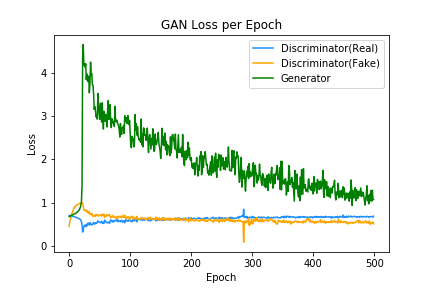 GAN Loss per Epoch
Discriminator(Real)
Discriminator(Fake)
Generator
Loss
4
3
2
1
0
0 100 200 300 400 500
Epoch